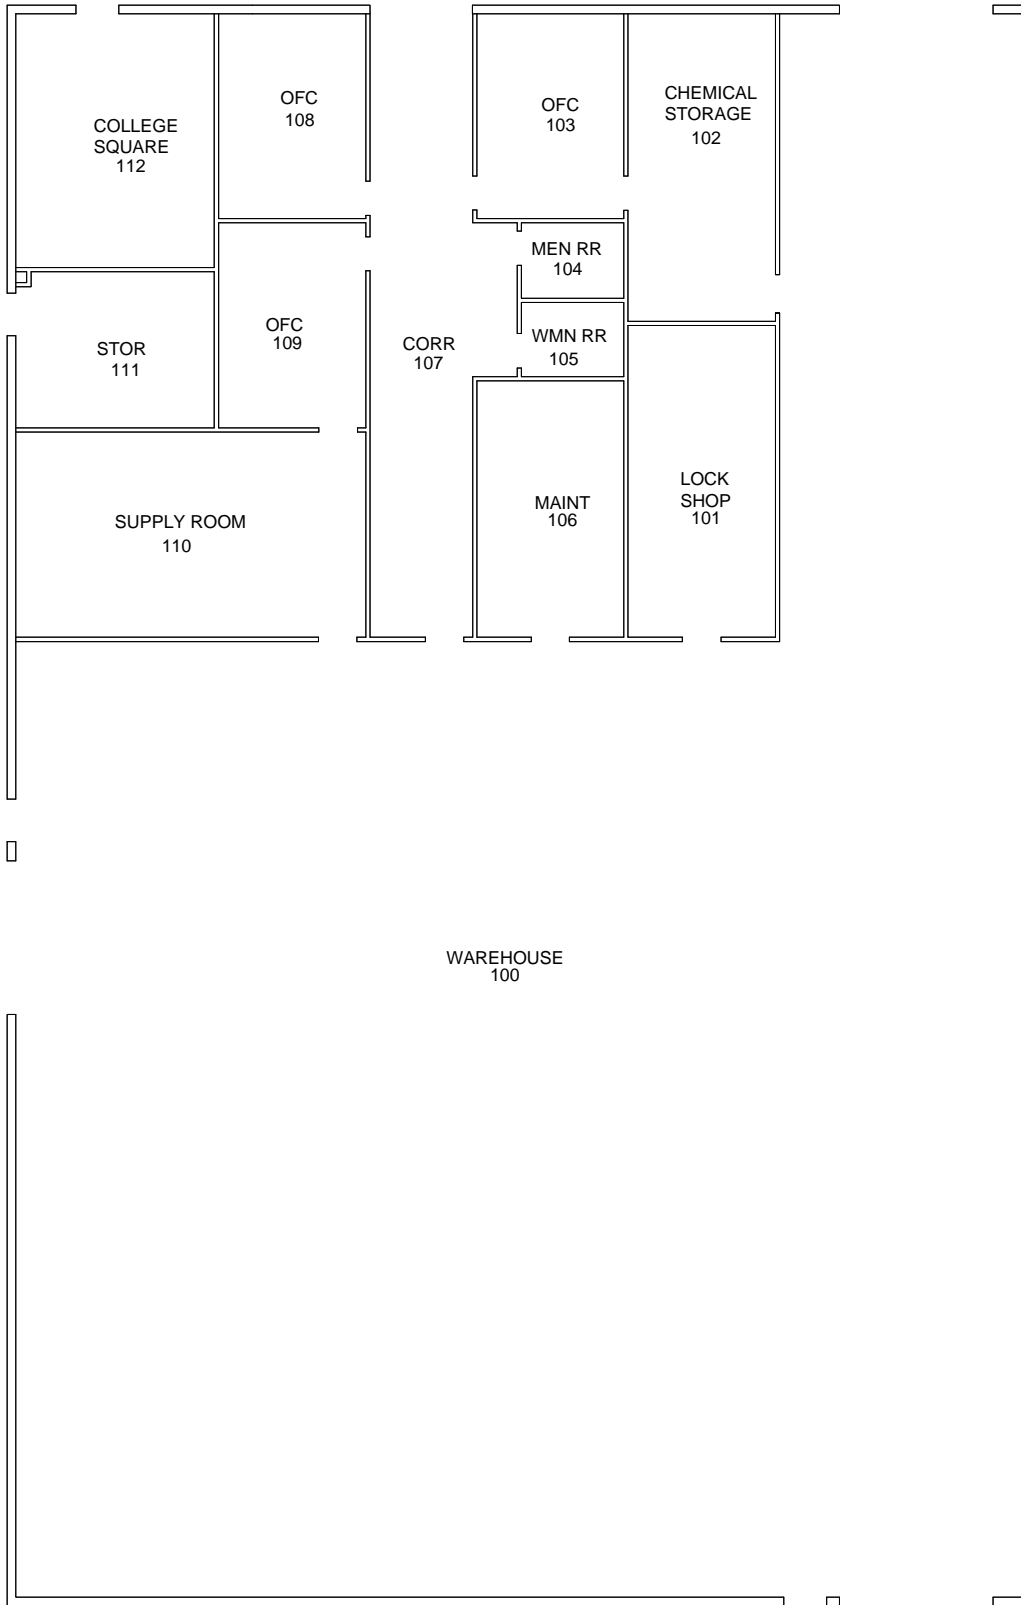 COLLEGE
SQUARE
112
OFC
108
OFC
103
CHEMICAL
STORAGE
102
MEN RR
104
STOR
111
OFC
109
CORR
107
WMN RR
105
SUPPLY ROOM
110
MAINT
106
LOCK
SHOP
101
WAREHOUSE
100